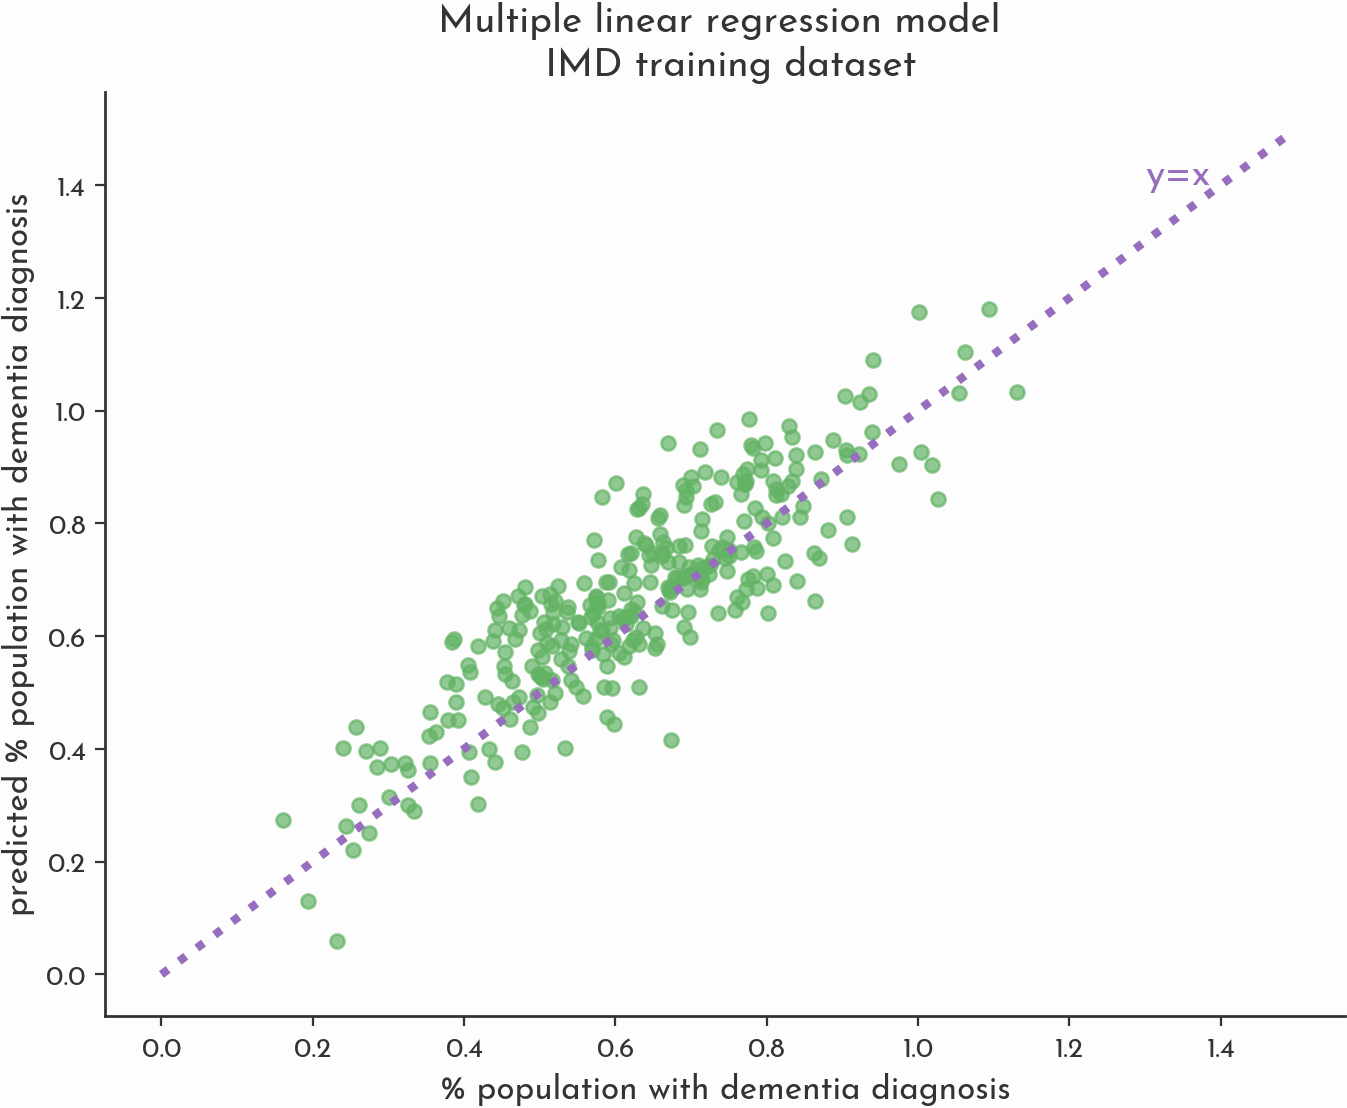 Multiple linear regression model
IMD training dataset
y=x
predicted % population with dementia diagnosis
1.4
1.2
1.0
0.8
0.6
0.4
0.2
0.0
0.0 0.2 0.4 0.6 0.8 1.0 1.2 1.4
% population with dementia diagnosis